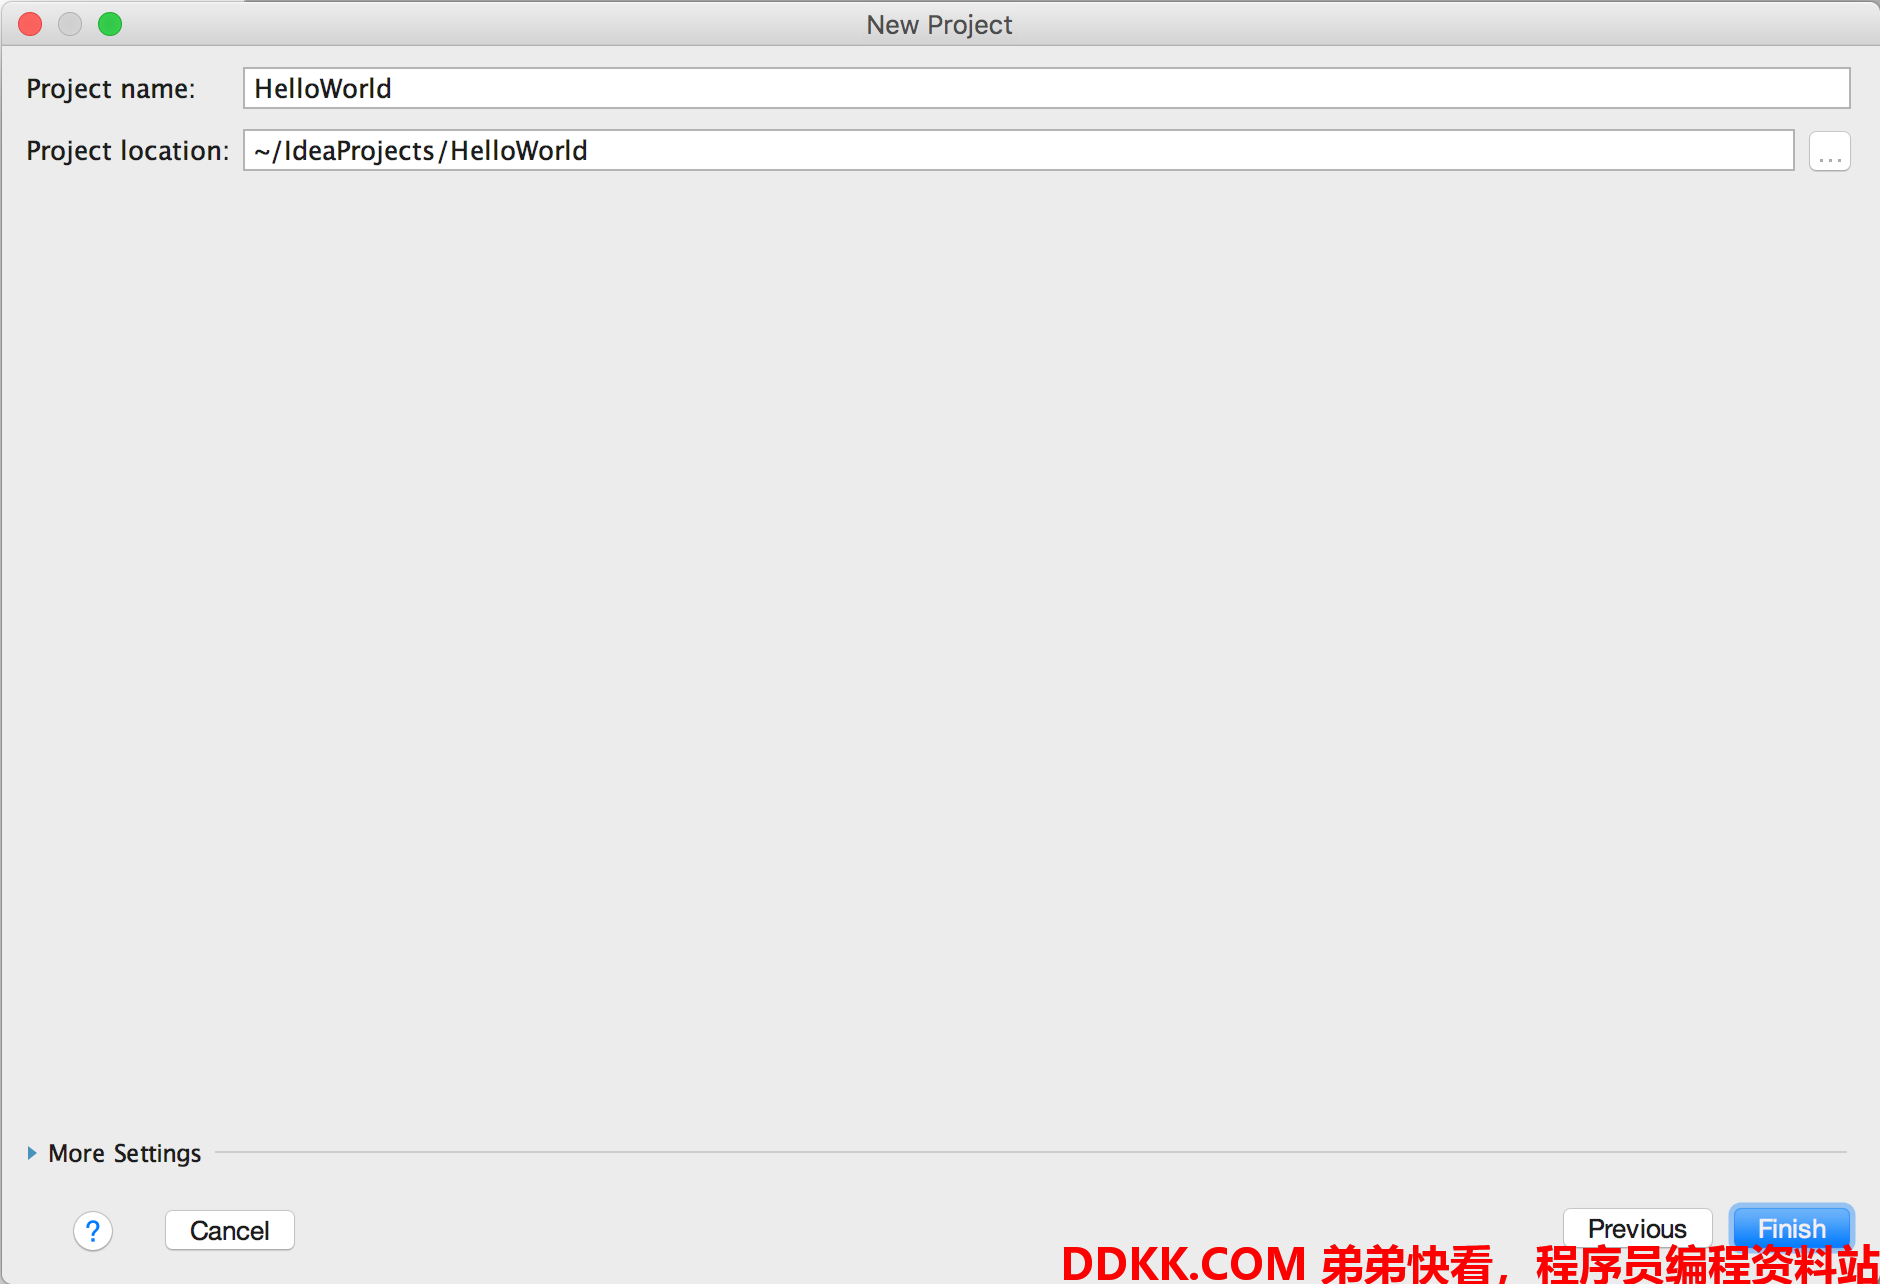 New Project
Project name: HelloWorld
Project location: ~/IdeaProjects/HelloWorld ...
More Settings
? Cancel Previous Finish
DDKK.COM 弟弟快看，程序员编程资料站